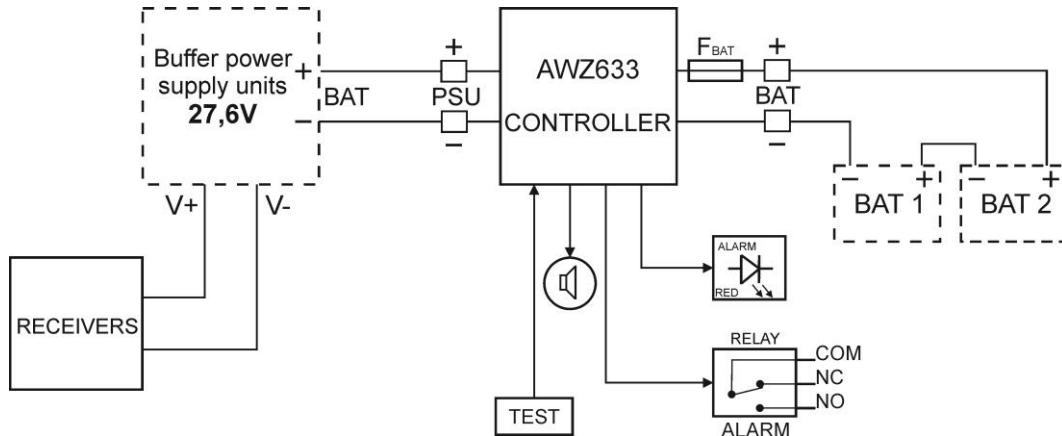 Buffer power
supply units
27,6V
+
−
BAT
+
PSU
−
AWZ633
CONTROLLER
F_BAT
+
BAT
−
− +
BAT 1
− +
BAT 2
V+
V-
RECEIVERS
ALARM
RED
TEST
RELAY
COM
NC
NO
ALARM